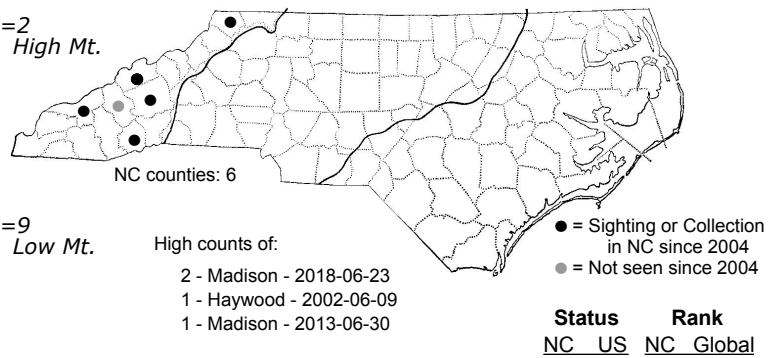 =2
High Mt.
NC counties: 6
=9
Low Mt.
High counts of:
2 - Madison - 2018-06-23
1 - Haywood - 2002-06-09
1 - Madison - 2013-06-30
= Sighting or Collection
in NC since 2004
= Not seen since 2004
Status Rank
NC US NC Global